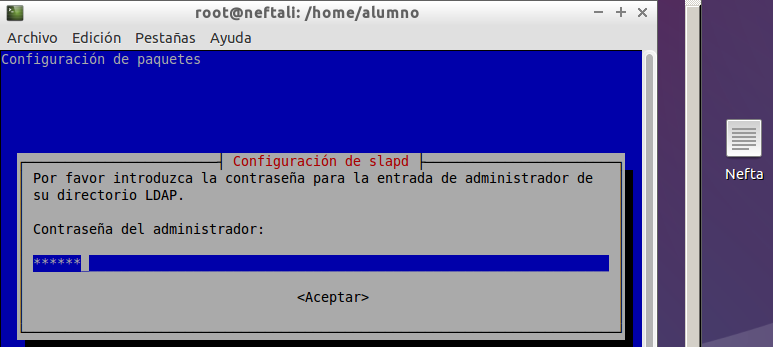 root@neftali: /home/alumno
Archivo Edición Pestañas Ayuda
Configuración de paquetes
Configuración de slapd
Por favor introduzca la contraseña para la entrada de administrador de
su directorio LDAP.
Contraseña del administrador:
******
<Aceptar>
Nefta